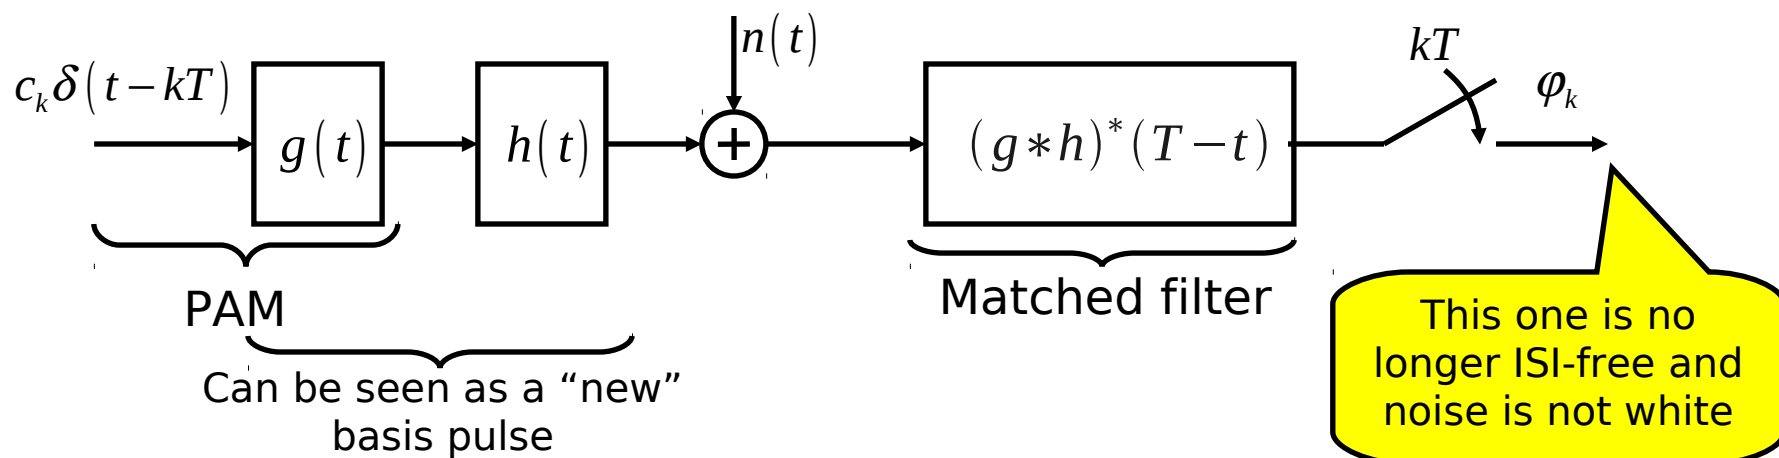 n(t)
kT
c_k δ(t − kT)
φ_k
g(t)
h(t)
+
(g∗h)^*(T − t)
PAM
Matched filter
Can be seen as a “new”
basis pulse
This one is no
longer ISI-free and
noise is not white